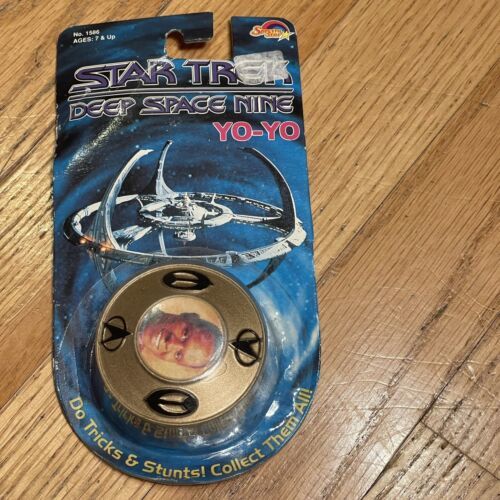 No. 1586
AGES: 7 & Up
STAR TREK
DEEP SPACE NINE
YO-YO
Do Tricks & Stunts! Collect Them All!